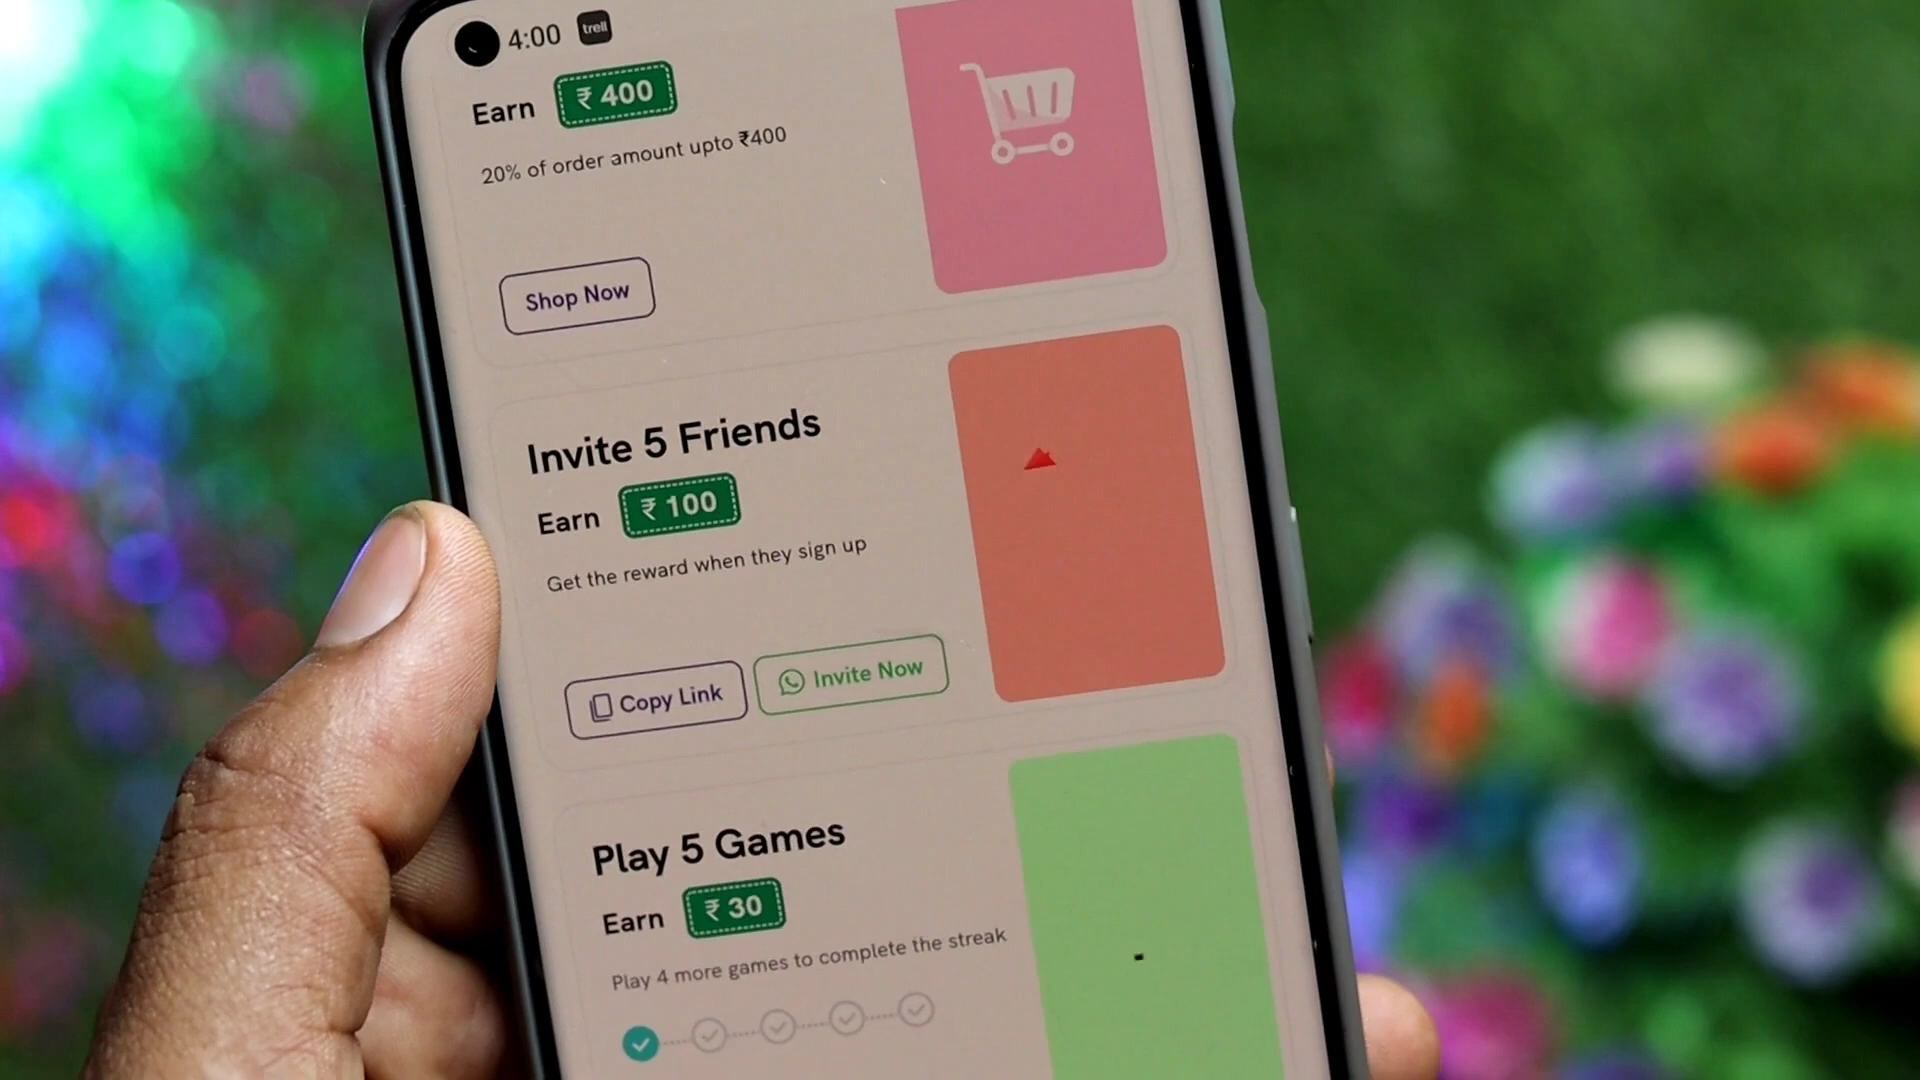 4:00 trell
Earn ₹ 400
20% of order amount upto ₹400
Shop Now
Invite 5 Friends
Earn ₹ 100
Get the reward when they sign up
Copy Link Invite Now
Play 5 Games
Earn ₹ 30
Play 4 more games to complete the streak